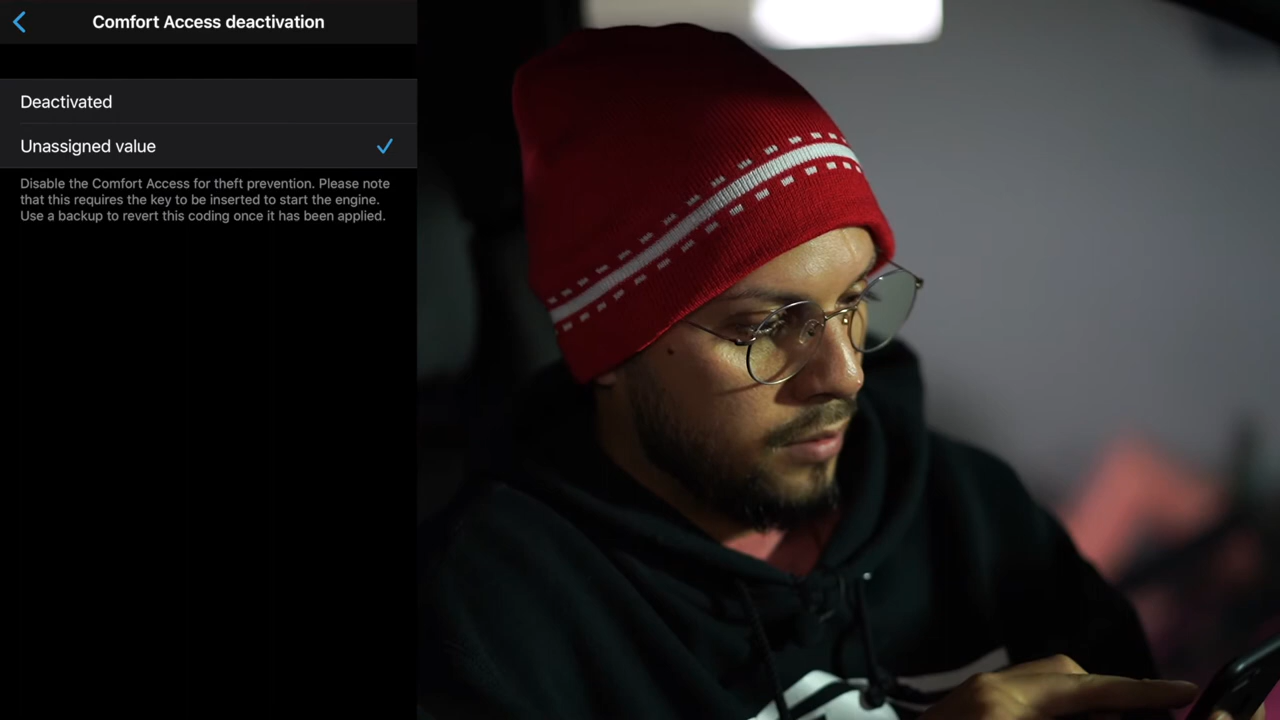 Comfort Access deactivation
Deactivated
Unassigned value
Disable the Comfort Access for theft prevention. Please note
that this requires the key to be inserted to start the engine.
Use a backup to revert this coding once it has been applied.